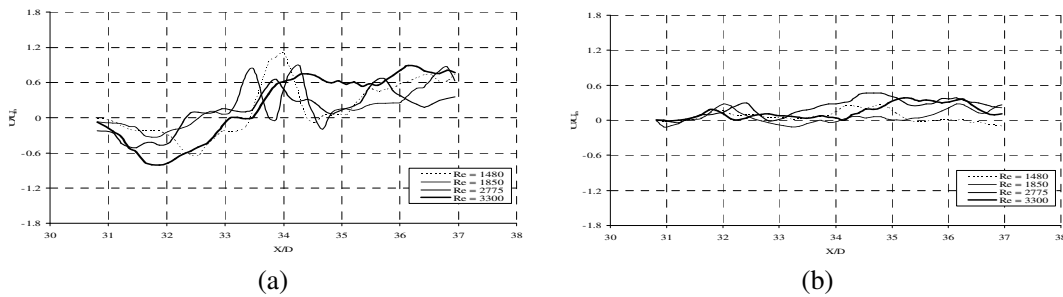 1.8
1.2
0.6
0
-0.6
-1.2
-1.8
30 31 32 33 34 35 36 37 38
X/D
Re = 1480
Re = 1850
Re = 2775
Re = 3300
(a)
1.8
1.2
0.6
0
-0.6
-1.2
-1.8
30 31 32 33 34 35 36 37 38
X/D
Re = 1480
Re = 1850
Re = 2775
Re = 3300
(b)